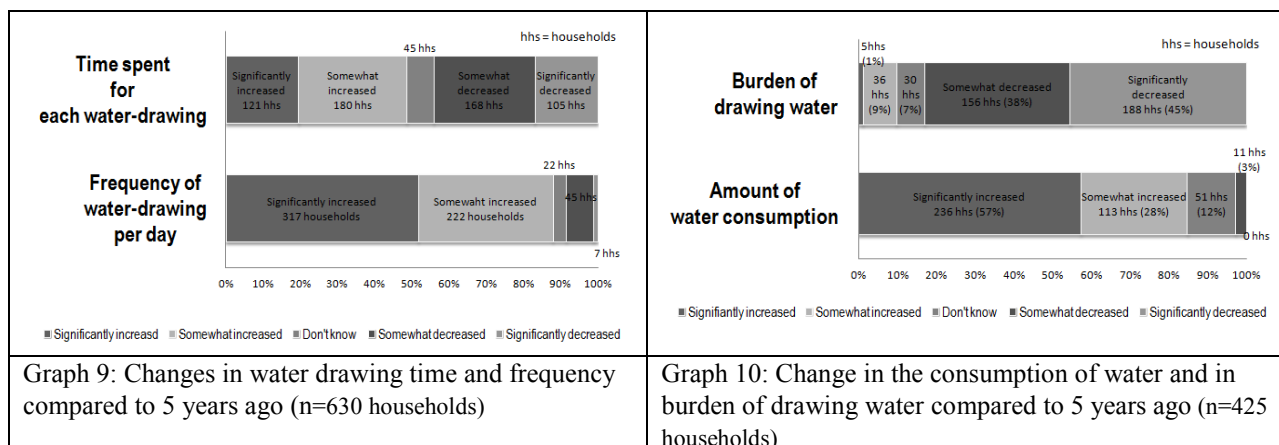 hhs = households
45 hhs
Time spent
for
each water-drawing
Significantly
increased
121 hhs
Somewhat
increased
180 hhs
Somewhat
decreased
168 hhs
Significantly
decreased
105 hhs
22 hhs
Frequency of
water-drawing
per day
Significantly increased
317 households
Somewaht increased
222 households
45 hhs
7 hhs
0% 10% 20% 30% 40% 50% 60% 70% 80% 90% 100%
Significantly increasd Somewhat increased Don't know Somewhat decreased Significantly decreased
Graph 9: Changes in water drawing time and frequency
compared to 5 years ago (n=630 households)
5hhs
(1%)
hhs = households
Burden of
drawing water
36
hhs
(9%)
30
hhs
(7%)
Somewhat decreased
156 hhs (38%)
Significantly
decreased
188 hhs (45%)
11 hhs
(3%)
Amount of
water consumption
Significantly increased
236 hhs (57%)
Somewhat increased
113 hhs (28%)
51 hhs
(12%)
0 hhs
0% 10% 20% 30% 40% 50% 60% 70% 80% 90% 100%
Significantly increased Somewhat increased Don't know Somewhat decreased Significantly decreased
Graph 10: Change in the consumption of water and in
burden of drawing water compared to 5 years ago (n=425
households)